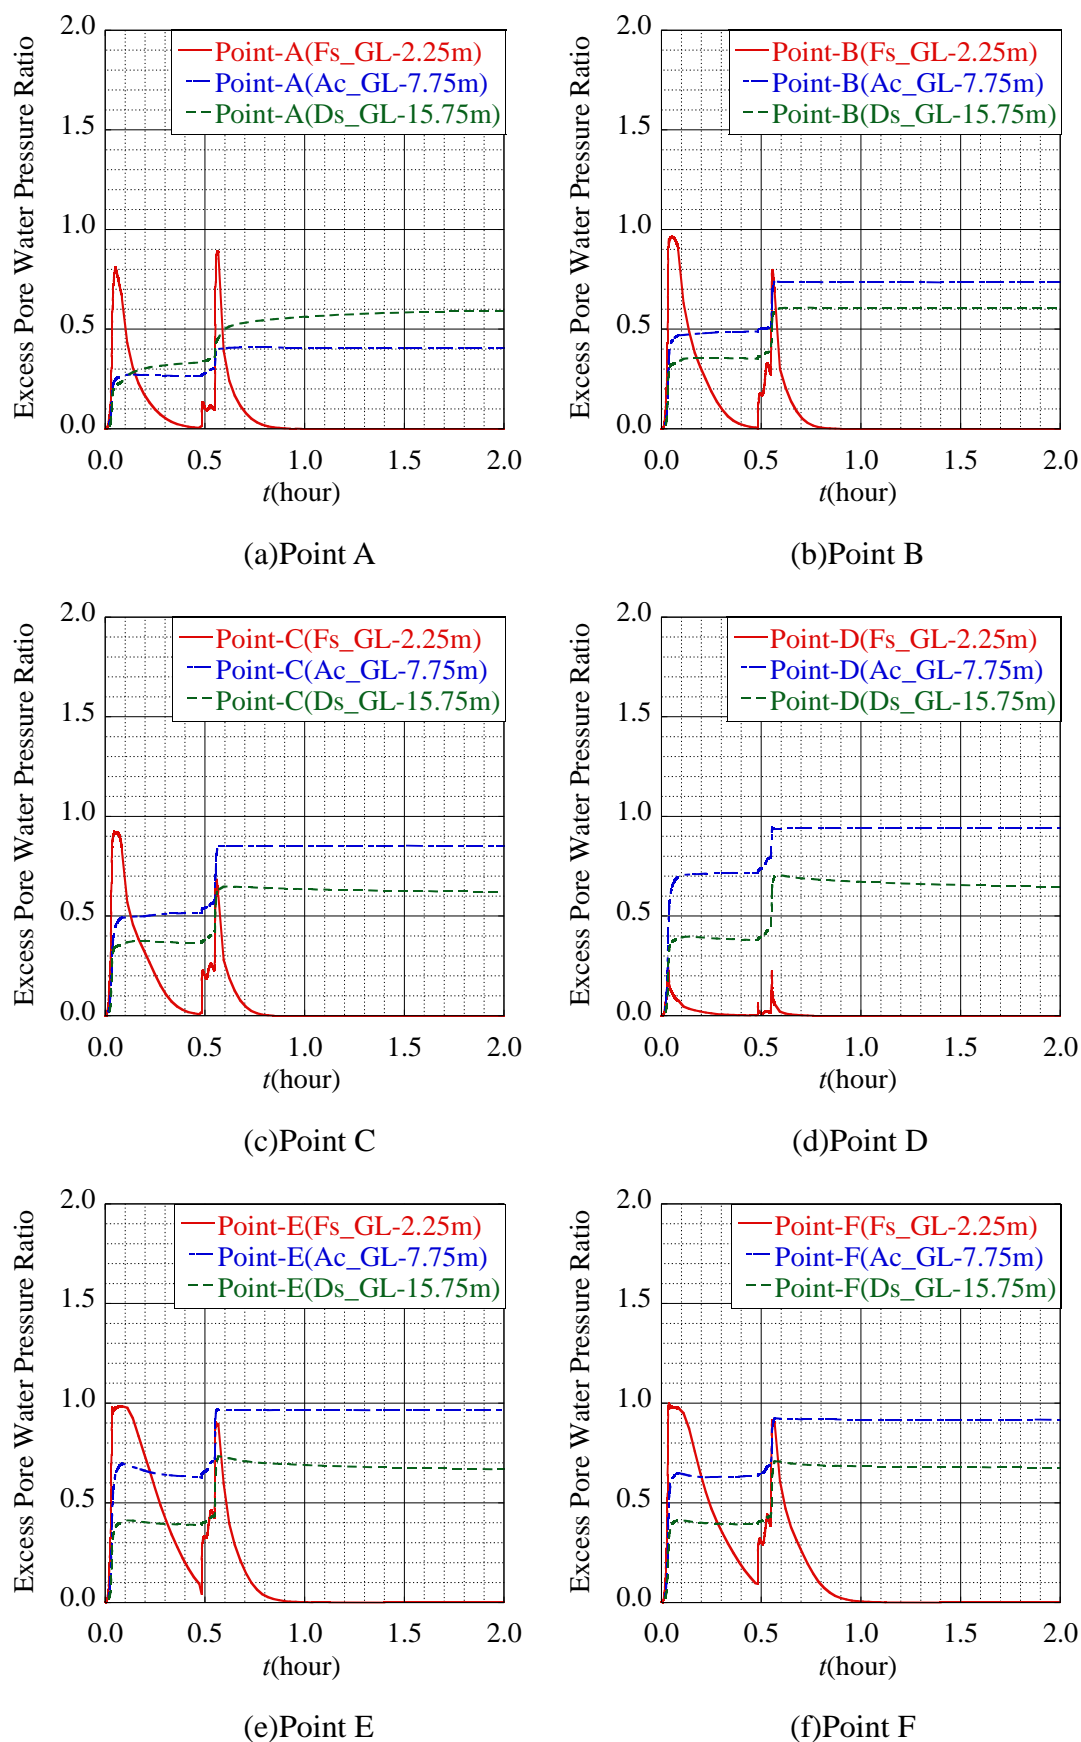 2.0
1.5
1.0
0.5
0.0
Excess Pore Water Pressure Ratio
Point-A(Fs_GL-2.25m)
Point-A(Ac_GL-7.75m)
Point-A(Ds_GL-15.75m)
0.0 0.5 1.0 1.5 2.0
t(hour)
(a)Point A
2.0
1.5
1.0
0.5
0.0
Excess Pore Water Pressure Ratio
Point-B(Fs_GL-2.25m)
Point-B(Ac_GL-7.75m)
Point-B(Ds_GL-15.75m)
0.0 0.5 1.0 1.5 2.0
t(hour)
(b)Point B
2.0
1.5
1.0
0.5
0.0
Excess Pore Water Pressure Ratio
Point-C(Fs_GL-2.25m)
Point-C(Ac_GL-7.75m)
Point-C(Ds_GL-15.75m)
0.0 0.5 1.0 1.5 2.0
t(hour)
(c)Point C
2.0
1.5
1.0
0.5
0.0
Excess Pore Water Pressure Ratio
Point-D(Fs_GL-2.25m)
Point-D(Ac_GL-7.75m)
Point-D(Ds_GL-15.75m)
0.0 0.5 1.0 1.5 2.0
t(hour)
(d)Point D
2.0
1.5
1.0
0.5
0.0
Excess Pore Water Pressure Ratio
Point-E(Fs_GL-2.25m)
Point-E(Ac_GL-7.75m)
Point-E(Ds_GL-15.75m)
0.0 0.5 1.0 1.5 2.0
t(hour)
(e)Point E
2.0
1.5
1.0
0.5
0.0
Excess Pore Water Pressure Ratio
Point-F(Fs_GL-2.25m)
Point-F(Ac_GL-7.75m)
Point-F(Ds_GL-15.75m)
0.0 0.5 1.0 1.5 2.0
t(hour)
(f)Point F